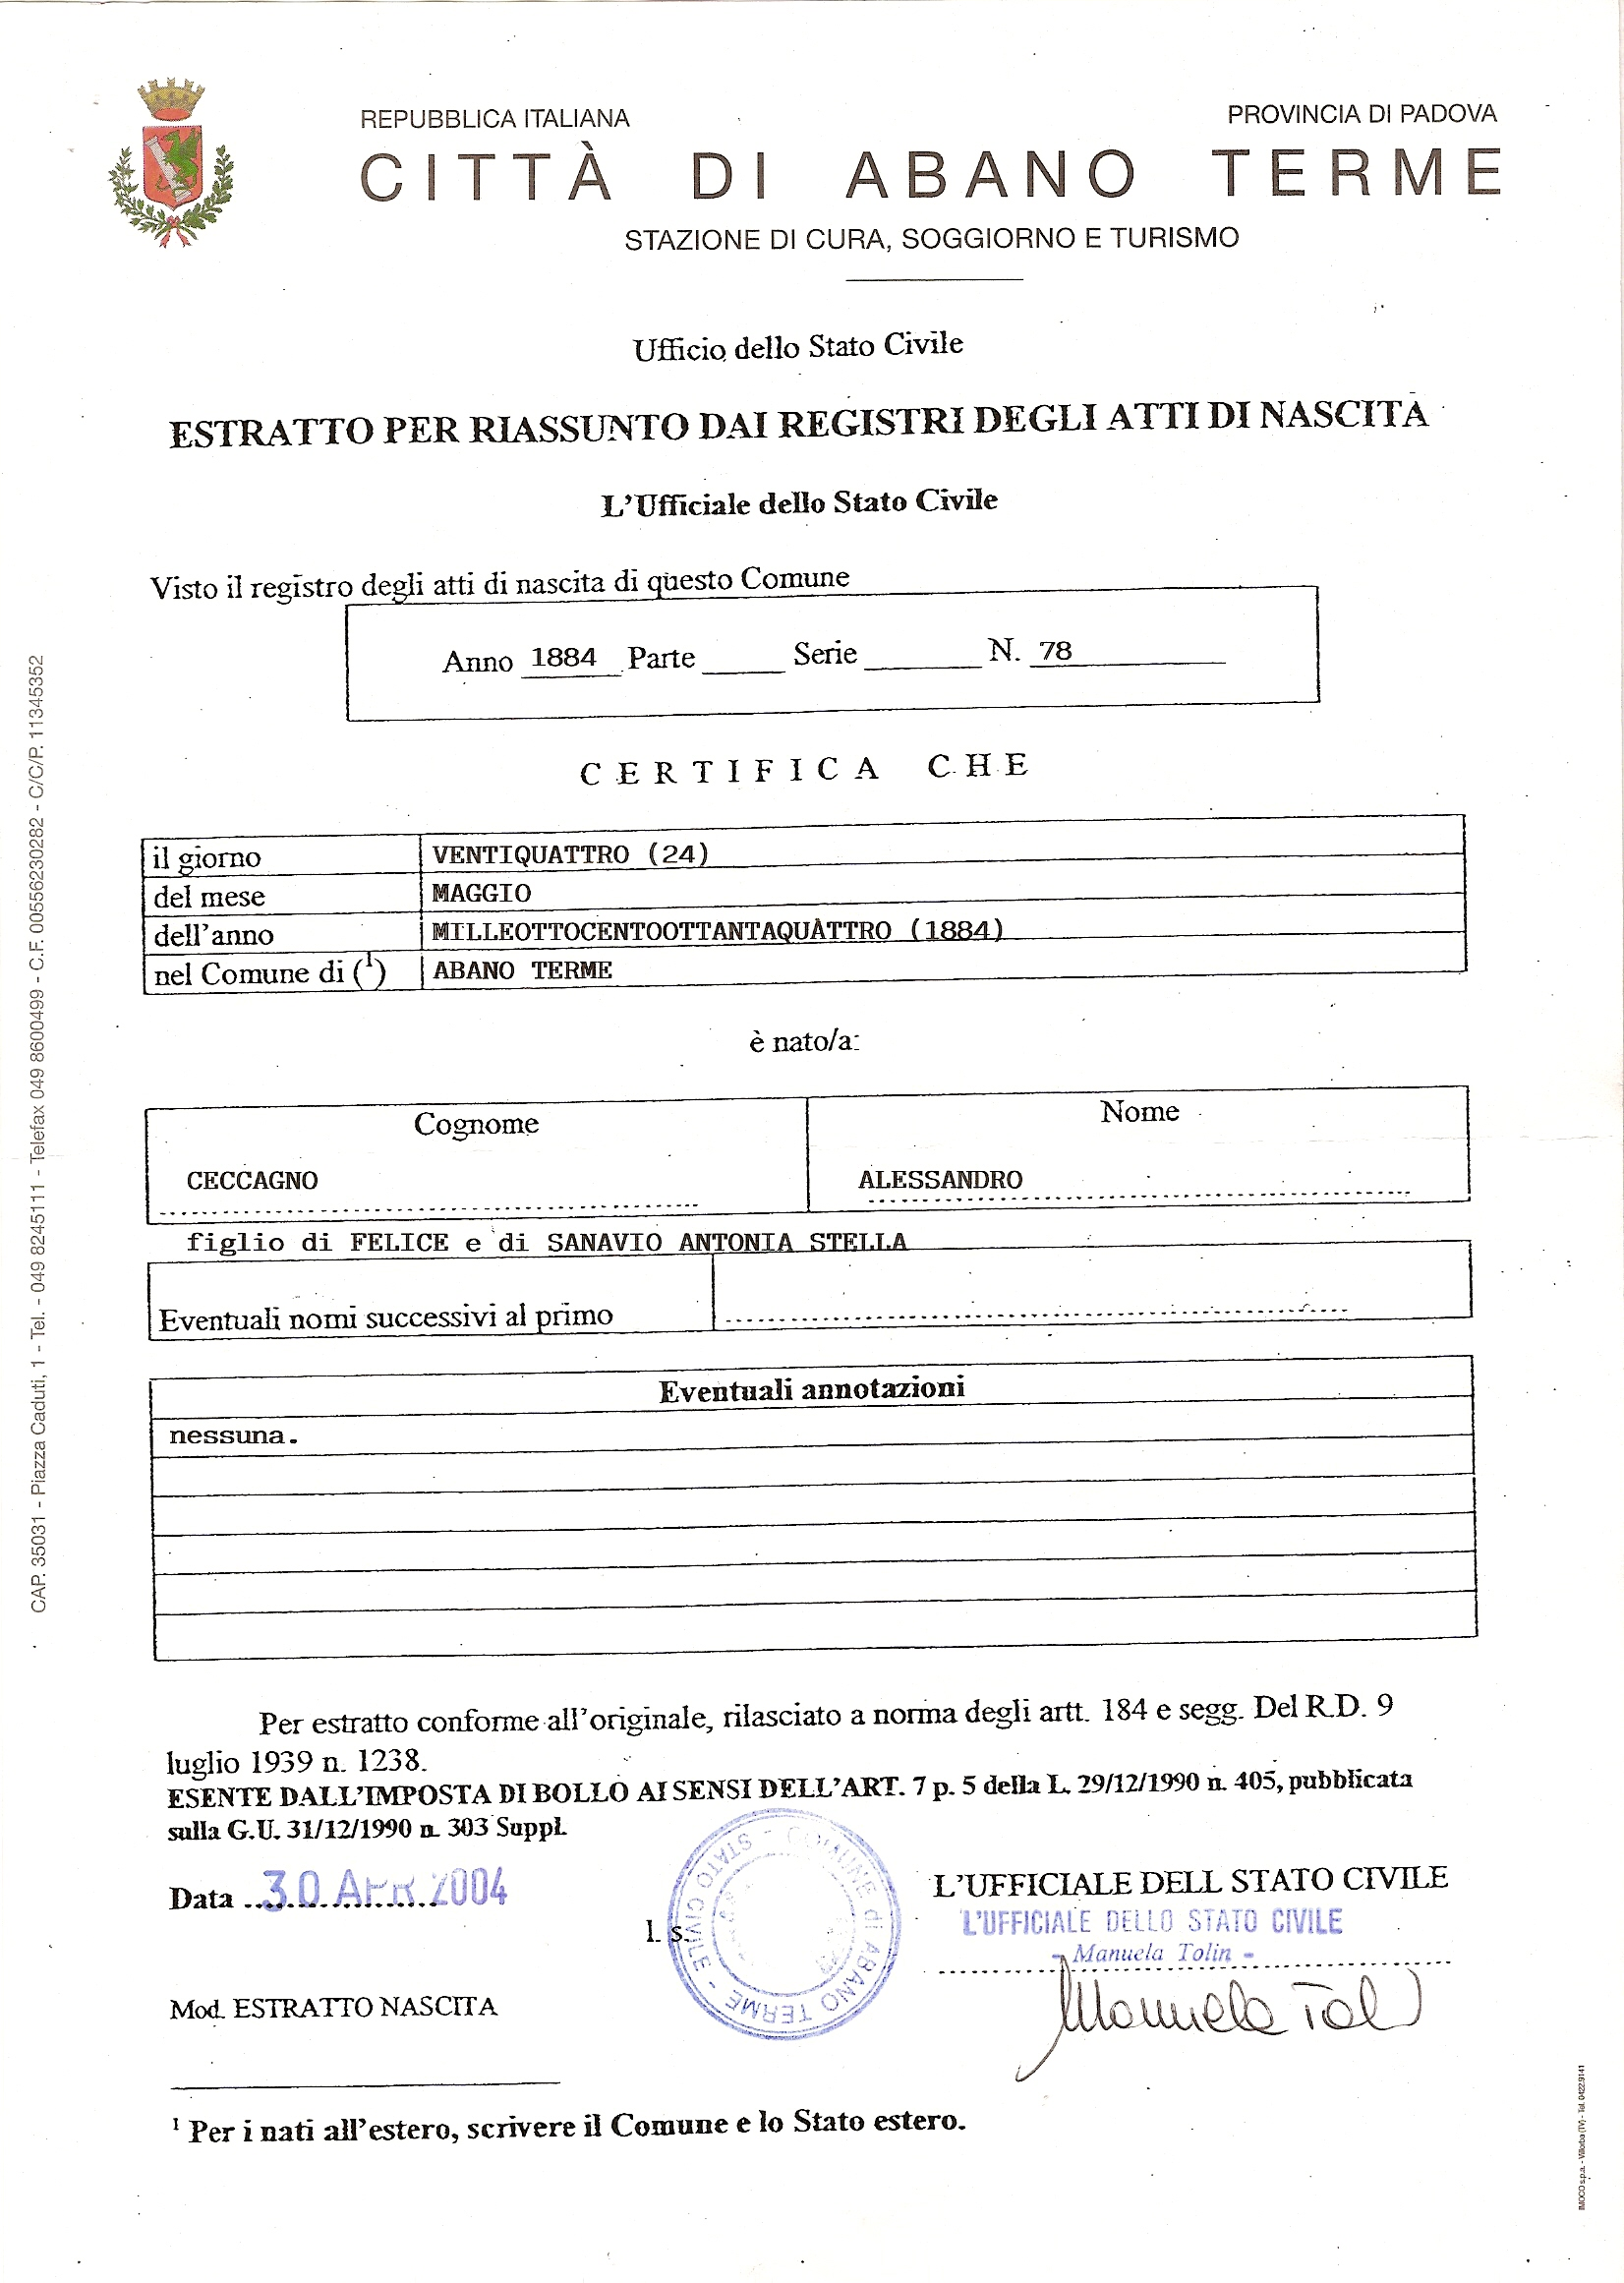 REPUBBLICA ITALIANA
PROVINCIA DI PADOVA
CITTÀ DI ABANO TERME
STAZIONE DI CURA, SOGGIORNO E TURISMO
Ufficio dello Stato Civile
ESTRATTO PER RIASSUNTO DAI REGISTRI DEGLI ATTI DI NASCITA
L'Ufficiale dello Stato Civile
Visto il registro degli atti di nascita di questo Comune
Anno 1884 Parte Serie N. 78
CERTIFICA CHE
il giorno VENTIQUATTRO (24)
del mese MAGGIO
dell'anno MILLEOTTOCENTOOTTANTAQUATTRO (1884)
nel Comune di (1) ABANO TERME
è nato/a:
Cognome Nome
CECCAGNO ALESSANDRO
figlio di FELICE e di SANAVIO ANTONIA STELLA
Eventuali nomi successivi al primo
Eventuali annotazioni
nessuna.
Per estratto conforme all'originale, rilasciato a norma degli artt. 184 e segg. Del R.D. 9
luglio 1939 n. 1238.
ESENTE DALL'IMPOSTA DI BOLLO AI SENSI DELL'ART. 7 p. 5 della L. 29/12/1990 n. 405, pubblicata
sulla G.U. 31/12/1990 n. 303 Suppl.
Data 30 APR. 2004
l. s.
COMUNE di ABANO TERME - STATO CIVILE -
L'UFFICIALE DELL STATO CIVILE
L'UFFICIALE DELLO STATO CIVILE
- Manuela Tolin -
Manuela Tol
Mod. ESTRATTO NASCITA
1 Per i nati all'estero, scrivere il Comune e lo Stato estero.
CAP. 35031 - Piazza Caduti, 1 - Tel. - 049 8245111 - Telefax 049 8600499 - C.F. 00556230282 - C/C/P. 11345352
IMOCO s.p.a. - Villorba (TV) - Tel. 0422.9141